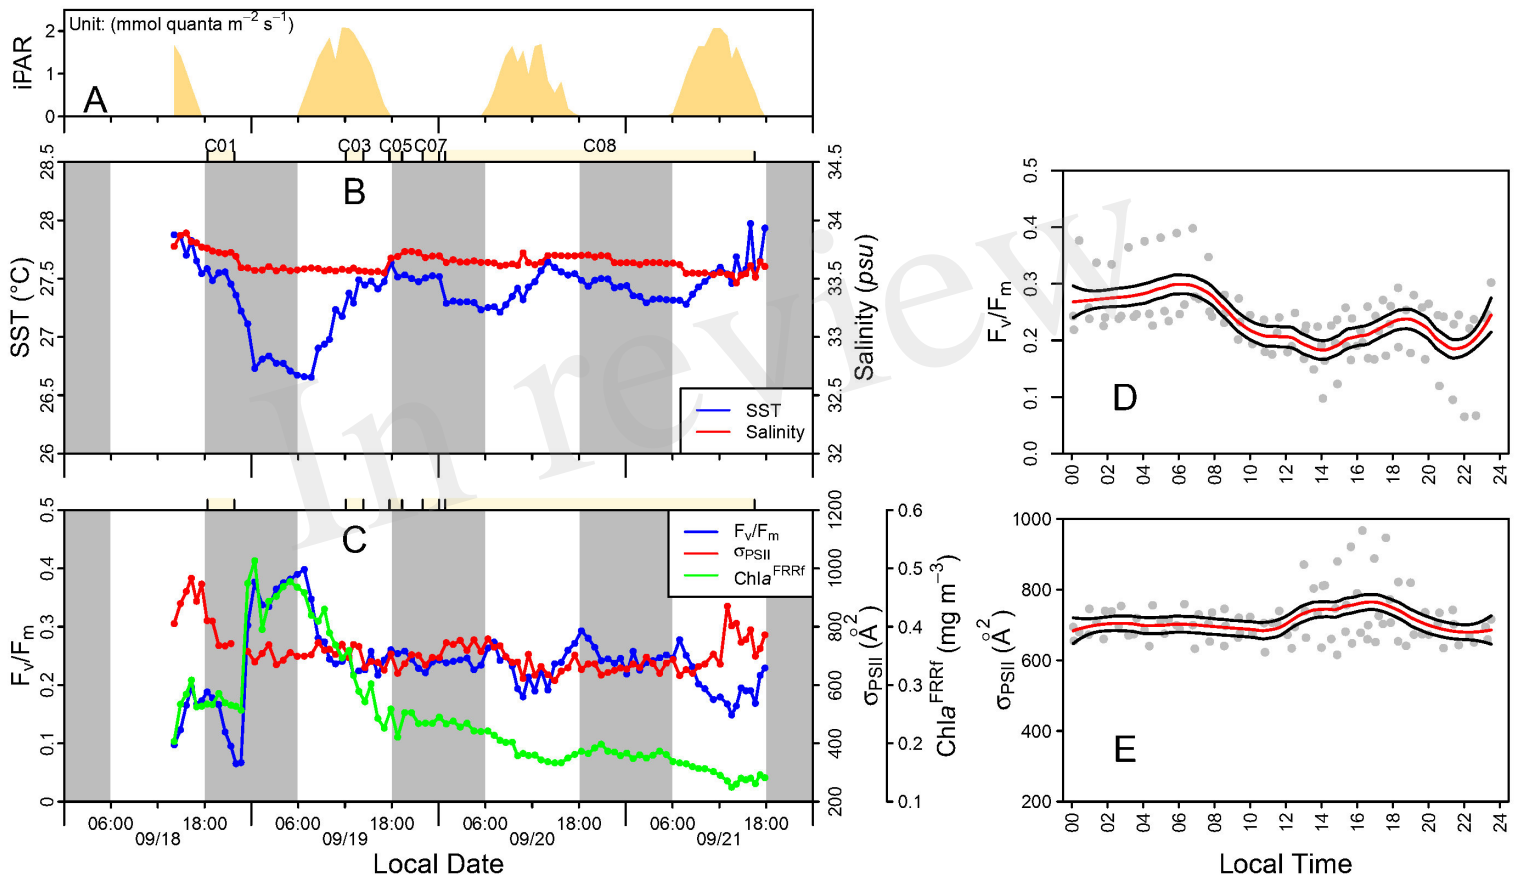 Unit: (mmol quanta m⁻² s⁻¹)
iPAR
2
1
0
A
C01 C03 C05 C07 C08
B
SST (°C)
28.5
28
27.5
27
26.5
26
34.5
34
33.5
33
32.5
32
Salinity (psu)
SST
Salinity
C
Fv/Fm
0.5
0.4
0.3
0.2
0.1
0
Fv/Fm
σPSII
Chla^FRRf
1200
1000
800
600
400
200
σPSII (Å²)
0.6
0.5
0.4
0.3
0.2
0.1
Chla^FRRf (mg m⁻³)
06:00 18:00 06:00 18:00 06:00 18:00 06:00 18:00
09/18 09/19 09/20 09/21
Local Date
D
Fv/Fm
0.5
0.4
0.3
0.2
0.1
0.0
00 02 04 06 08 10 12 14 16 18 20 22 24
E
σPSII (Å²)
1000
800
600
400
200
00 02 04 06 08 10 12 14 16 18 20 22 24
Local Time
In review